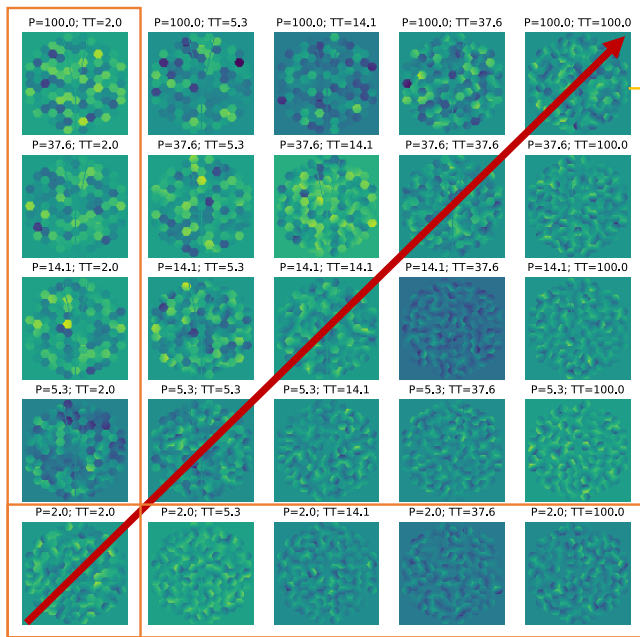 P=100.0; TT=2.0 P=100.0; TT=5.3 P=100.0; TT=14.1 P=100.0; TT=37.6 P=100.0; TT=100.0
P=37.6; TT=2.0 P=37.6; TT=5.3 P=37.6; TT=14.1 P=37.6; TT=37.6 P=37.6; TT=100.0
P=14.1; TT=2.0 P=14.1; TT=5.3 P=14.1; TT=14.1 P=14.1; TT=37.6 P=14.1; TT=100.0
P=5.3; TT=2.0 P=5.3; TT=5.3 P=5.3; TT=14.1 P=5.3; TT=37.6 P=5.3; TT=100.0
P=2.0; TT=2.0 P=2.0; TT=5.3 P=2.0; TT=14.1 P=2.0; TT=37.6 P=2.0; TT=100.0